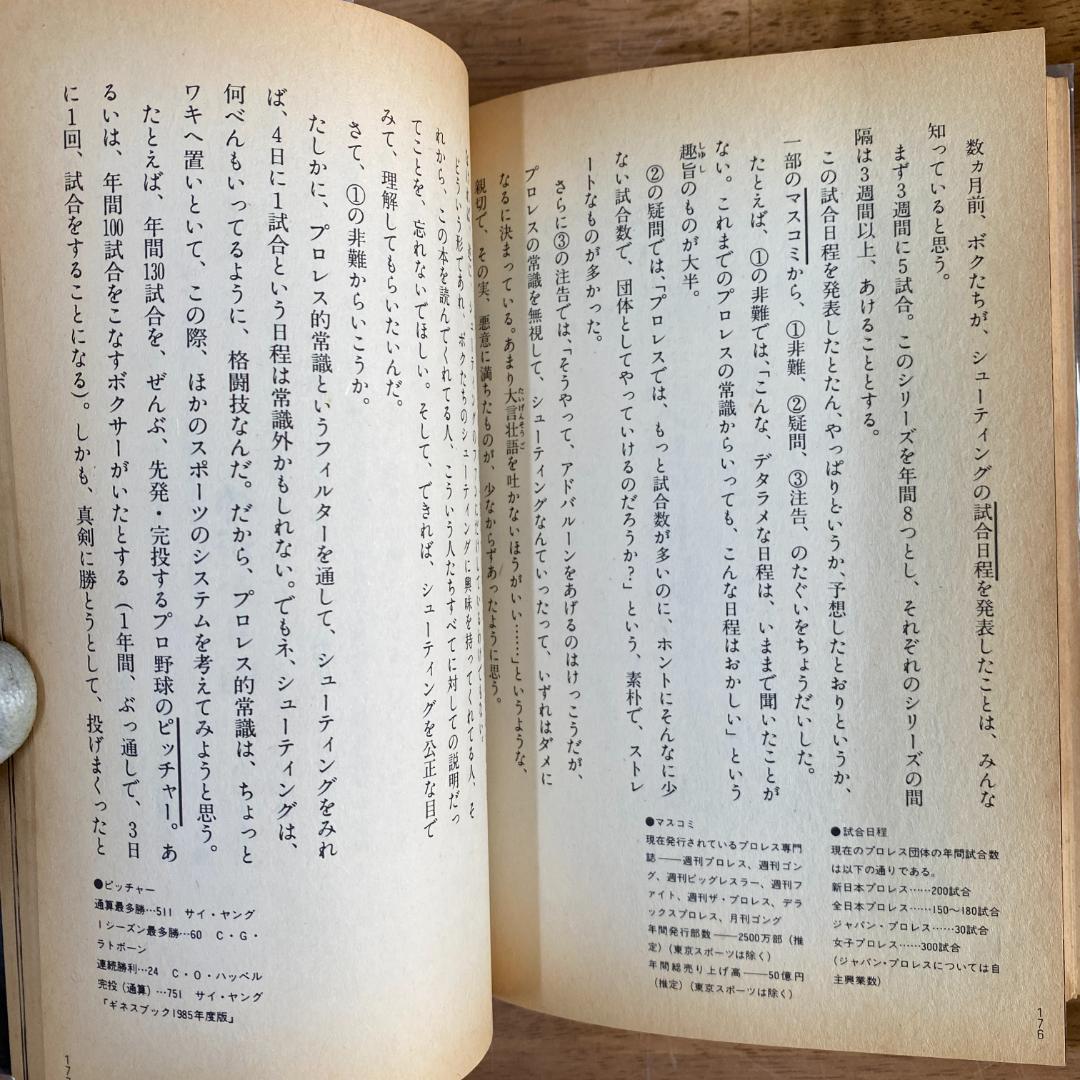 数ヵ月前、ボクたちが、シューティングの試合日程を発表したことは、みんな
知っていると思う。
まず3週間に5試合。このシリーズを年間8つとし、それぞれのシリーズの間
隔は3週間以上、あけることとする。
この試合日程を発表したとたん、やっぱりというか、予想したとおりというか、
一部のマスコミから、①非難、②疑問、③注告、のたぐいをちょうだいした。
たとえば、①の非難では、「こんな、デタラメな日程は、いままで聞いたことが
ない。これまでのプロレスの常識からいっても、こんな日程はおかしい」という
趣旨のものが大半。
しゅし
②の疑問では、「プロレスでは、もっと試合数が多いのに、ホントにそんなに少
ない試合数で、団体としてやっていけるのだろうか?」という、素朴で、ストレ
ートなものが多かった。
さらに③の注告では、「そうやって、アドバルーンをあげるのはけっこうだが、
プロレスの常識を無視して、シューティングなんていったって、いずれはダメに
なるに決まっている。あまり大言壮語を吐かないほうがいい……」というような、
たいげんそうご
親切で、その実、悪意に満ちたものが、少なからずあったように思う。
●試合日程
現在のプロレス団体の年間試合数
は以下の通りである。
新日本プロレス……200試合
全日本プロレス……150〜180試合
ジャパン・プロレス……30試合
女子プロレス……300試合
(ジャパン・プロレスについては自
主興業数)
●マスコミ
現在発行されているプロレス専門
誌——週刊プロレス、週刊ゴン
グ、週刊ビッグレスラー、週刊フ
ァイト、週刊ザ・プロレス、デラ
ックスプロレス、月刊ゴング
年間発行部数——2500万部(推
定)(東京スポーツは除く)
年間総売り上げ高——50億円
(推定)(東京スポーツは除く)
176
どういう形であれ、ボクたちのシューティングに興味を持ってくれてる人、そ
れから、この本を読んでくれてる人、こういう人たちすべてに対しての説明だっ
てことを、忘れないでほしい。そして、できれば、シューティングを公正な目で
みて、理解してもらいたいんだ。
さて、①の非難からいこうか。
たしかに、プロレス的常識というフィルターを通して、シューティングをみれ
ば、4日に1試合という日程は常識外かもしれない。でもネ、シューティングは、
何べんもいってるように、格闘技なんだ。だから、プロレス的常識は、ちょっと
ワキへ置いといて、この際、ほかのスポーツのシステムを考えてみようと思う。
たとえば、年間130試合を、ぜんぶ、先発・完投するプロ野球のピッチャー。あ
るいは、年間100試合をこなすボクサーがいたとする(1年間、ぶっ通しで、3日
に1回、試合をすることになる)。しかも、真剣に勝とうとして、投げまくったと
●ピッチャー
通算最多勝…511 サイ・ヤング
1シーズン最多勝…60 C・G・
ラトボーン
連続勝利…24 C・O・ハッベル
完投(通算)…751 サイ・ヤング
「ギネスブック1985年度版」